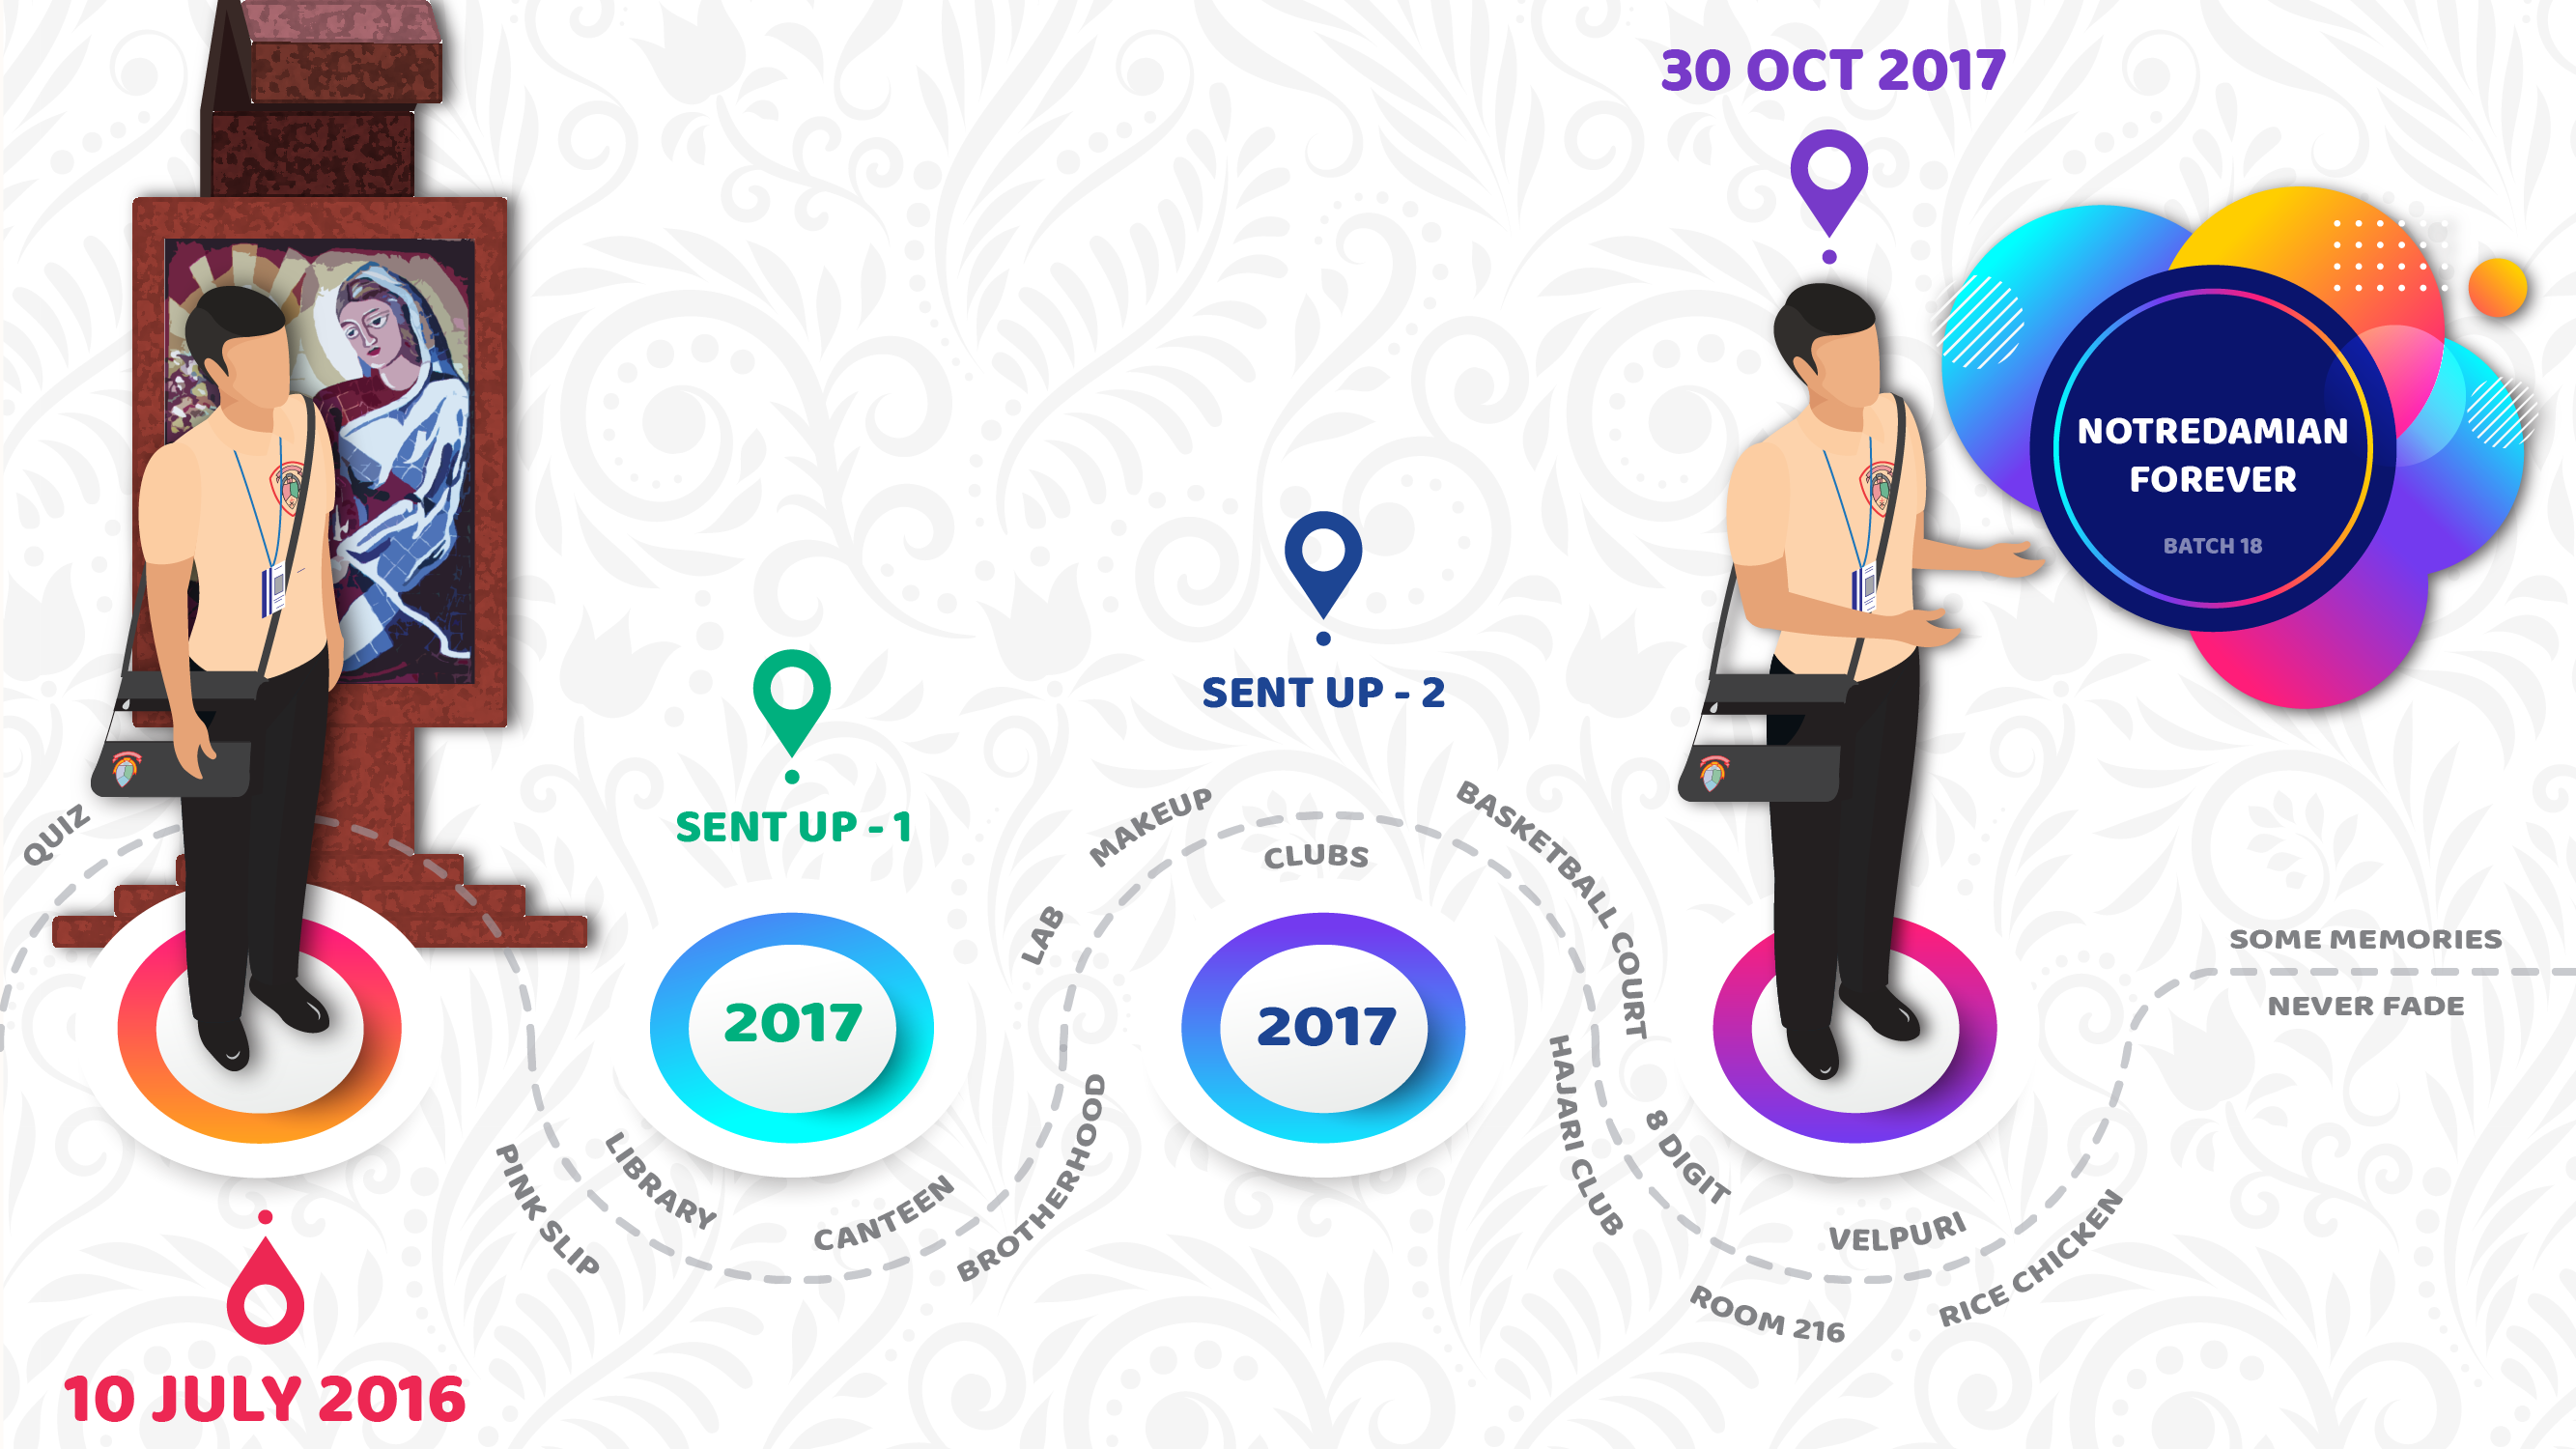 30 OCT 2017
NOTREDAMIAN
FOREVER
BATCH 18
SENT UP - 2
SENT UP - 1
QUIZ
10 JULY 2016
PINK SLIP
LIBRARY
2017
CANTEEN
BROTHERHOOD
LAB
MAKEUP
CLUBS
2017
BASKETBALL COURT
HAJARI CLUB
8 DIGIT
ROOM 216
VELPURI
RICE CHICKEN
SOME MEMORIES
NEVER FADE